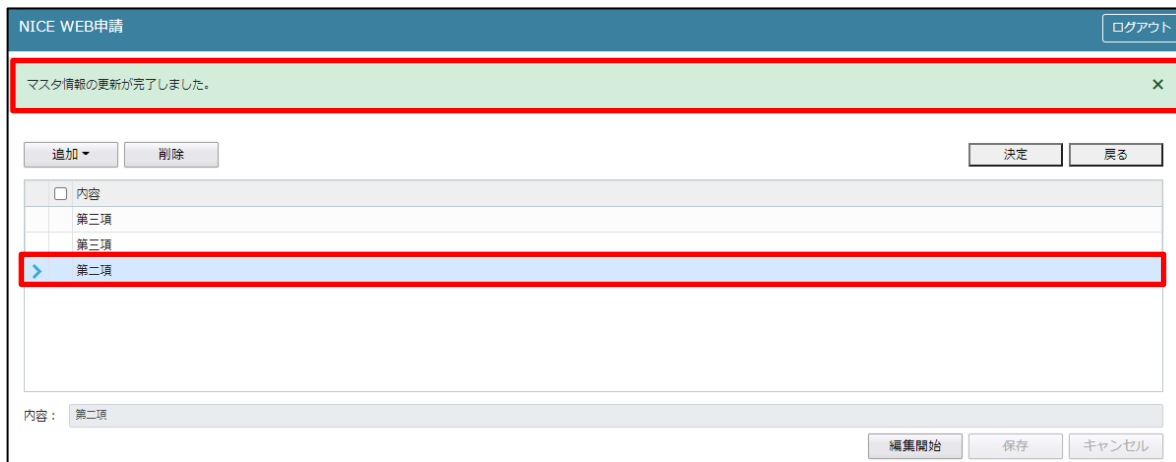 NICE WEB申請 ログアウト
マスタ情報の更新が完了しました。 ×
追加 削除 決定 戻る
内容
第三項
第三項
第二項
内容： 第二項
編集開始 保存 キャンセル